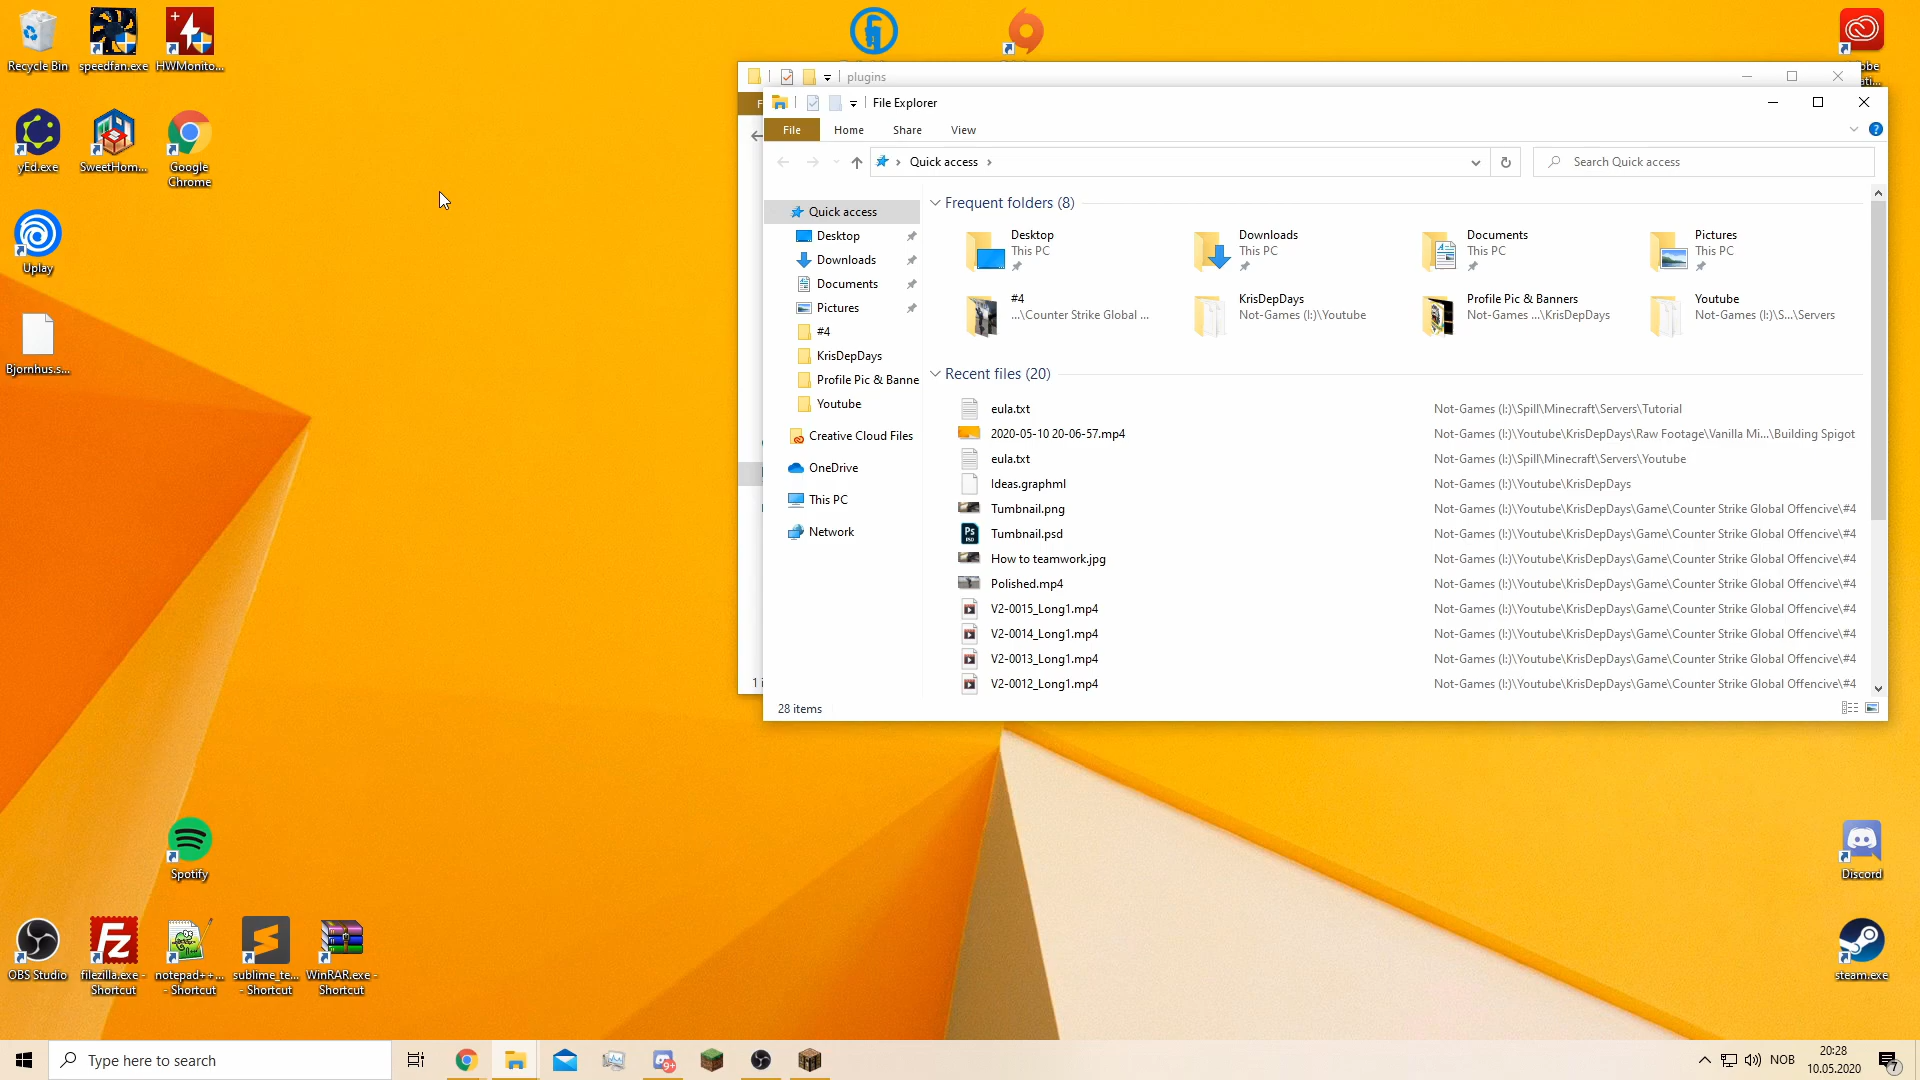 Recycle Bin
speedfan.exe
HWMonito...
yEd.exe
SweetHom...
Google
Chrome
Uplay
Bjornhus.s...
Spotify
OBS Studio
filezilla.exe -
Shortcut
notepad++...
- Shortcut
sublime_te...
- Shortcut
WinRAR.exe -
Shortcut
Discord
steam.exe
plugins
File Explorer
File
Home
Share
View
Quick access
Search Quick access
Quick access
Desktop
Downloads
Documents
Pictures
#4
KrisDepDays
Profile Pic & Banne
Youtube
Creative Cloud Files
OneDrive
This PC
Network
Frequent folders (8)
Desktop
This PC
Downloads
This PC
Documents
This PC
Pictures
This PC
#4
...\Counter Strike Global ...
KrisDepDays
Not-Games (I:)\Youtube
Profile Pic & Banners
Not-Games ...\KrisDepDays
Youtube
Not-Games (I:)\S...\Servers
Recent files (20)
eula.txt Not-Games (I:)\Spill\Minecraft\Servers\Tutorial
2020-05-10 20-06-57.mp4 Not-Games (I:)\Youtube\KrisDepDays\Raw Footage\Vanilla Mi...\Building Spigot
eula.txt Not-Games (I:)\Spill\Minecraft\Servers\Youtube
Ideas.graphml Not-Games (I:)\Youtube\KrisDepDays
Tumbnail.png Not-Games (I:)\Youtube\KrisDepDays\Game\Counter Strike Global Offencive\#4
Tumbnail.psd Not-Games (I:)\Youtube\KrisDepDays\Game\Counter Strike Global Offencive\#4
How to teamwork.jpg Not-Games (I:)\Youtube\KrisDepDays\Game\Counter Strike Global Offencive\#4
Polished.mp4 Not-Games (I:)\Youtube\KrisDepDays\Game\Counter Strike Global Offencive\#4
V2-0015_Long1.mp4 Not-Games (I:)\Youtube\KrisDepDays\Game\Counter Strike Global Offencive\#4
V2-0014_Long1.mp4 Not-Games (I:)\Youtube\KrisDepDays\Game\Counter Strike Global Offencive\#4
V2-0013_Long1.mp4 Not-Games (I:)\Youtube\KrisDepDays\Game\Counter Strike Global Offencive\#4
V2-0012_Long1.mp4 Not-Games (I:)\Youtube\KrisDepDays\Game\Counter Strike Global Offencive\#4
28 items
Type here to search
9+
NOB
20:28
10.05.2020
7